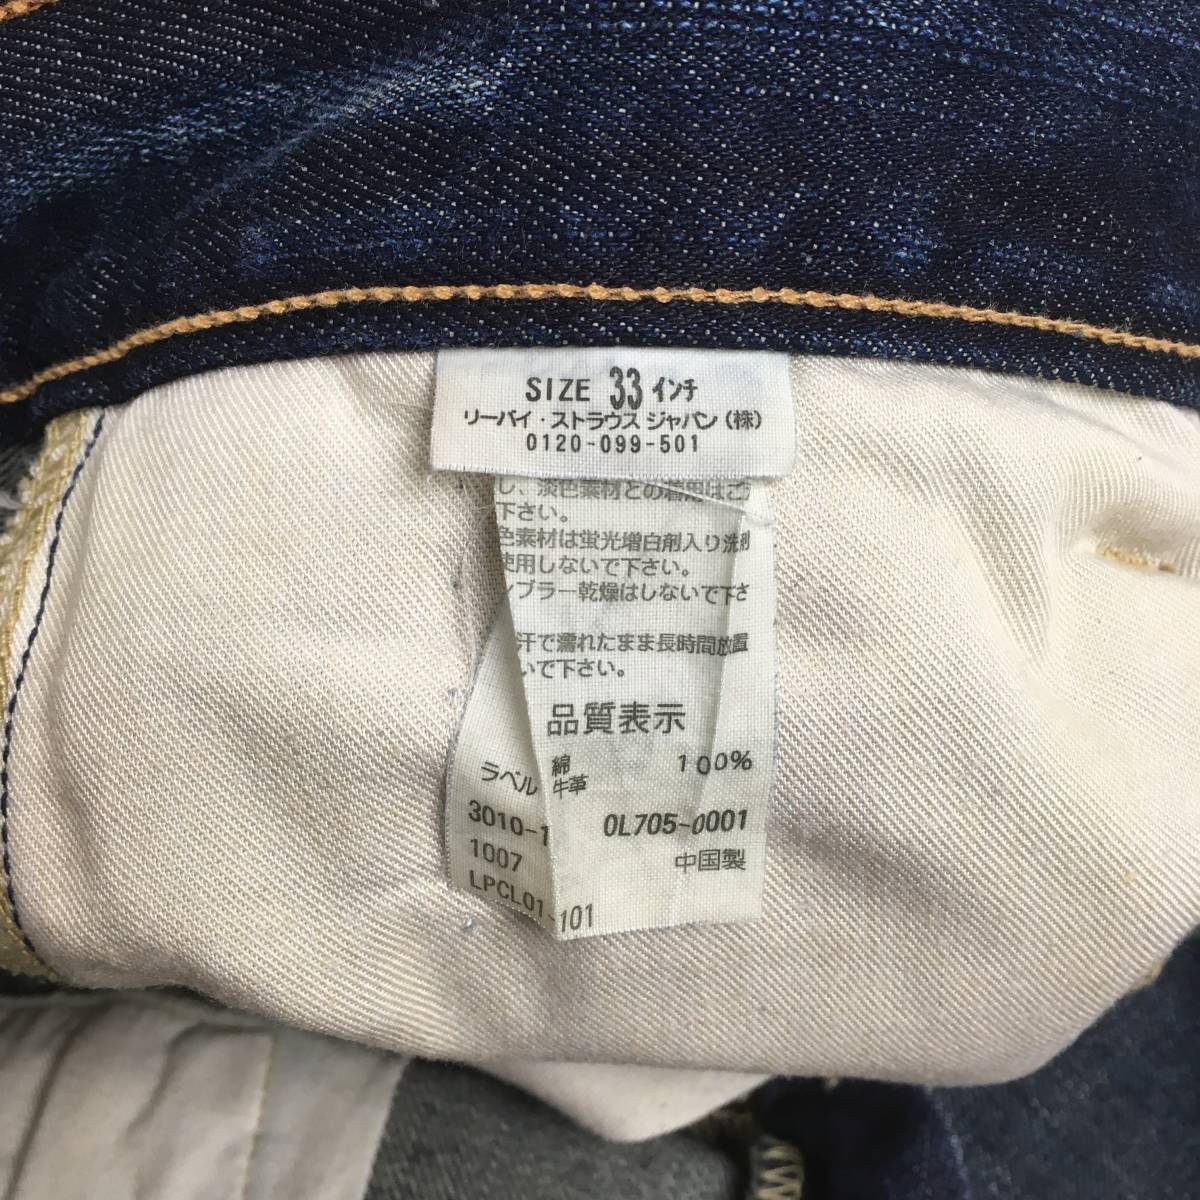 SIZE 33 インチ
リーバイ・ストラウス ジャパン(株)
0120-099-501
し、淡色素材との着用はご
下さい。
色素材は蛍光増白剤入り洗剤
使用しないで下さい。
ンブラー乾燥はしないで下さ
汗で濡れたまま長時間放置
いで下さい。
品質表示
綿 100%
ラベル 牛革
3010-1 0L705-0001
1007 中国製
LPCL01-101